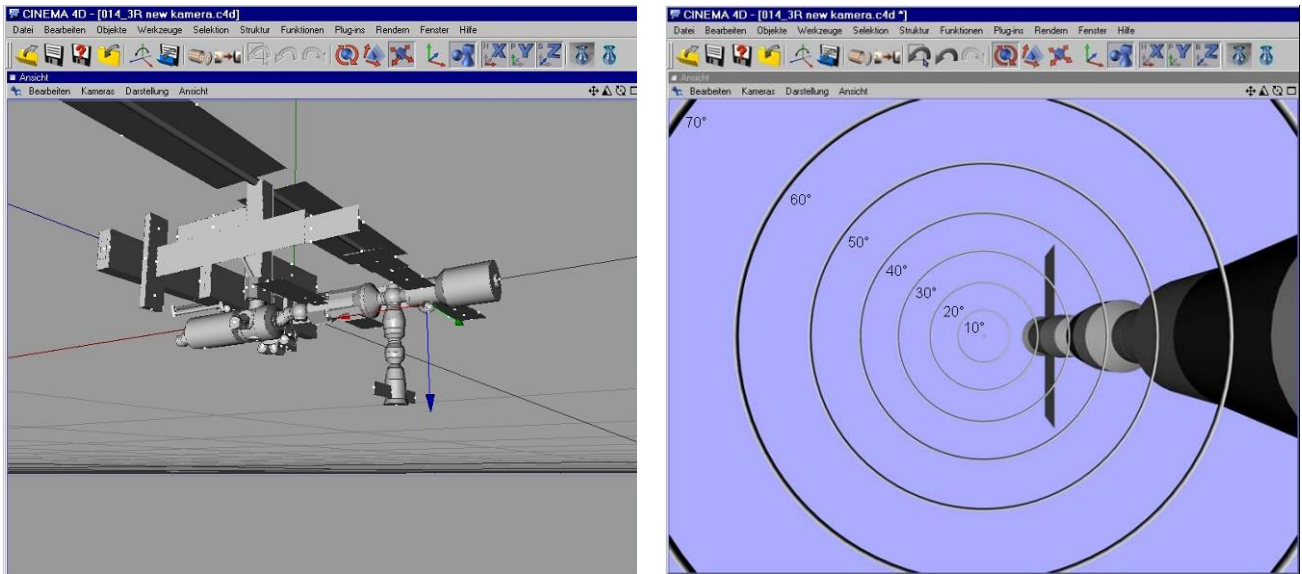 CINEMA 4D - [014_3R new kamera.c4d]
Datei Bearbeiten Objekte Werkzeuge Selektion Struktur Funktionen Plug-ins Rendern Fenster Hilfe
X Y Z
Ansicht
Bearbeiten Kameras Darstellung Ansicht
CINEMA 4D - [014_3R new kamera.c4d *]
Datei Bearbeiten Objekte Werkzeuge Selektion Struktur Funktionen Plug-ins Rendern Fenster Hilfe
X Y Z
Ansicht
Bearbeiten Kameras Darstellung Ansicht
70°
60°
50°
40°
30°
20°
10°